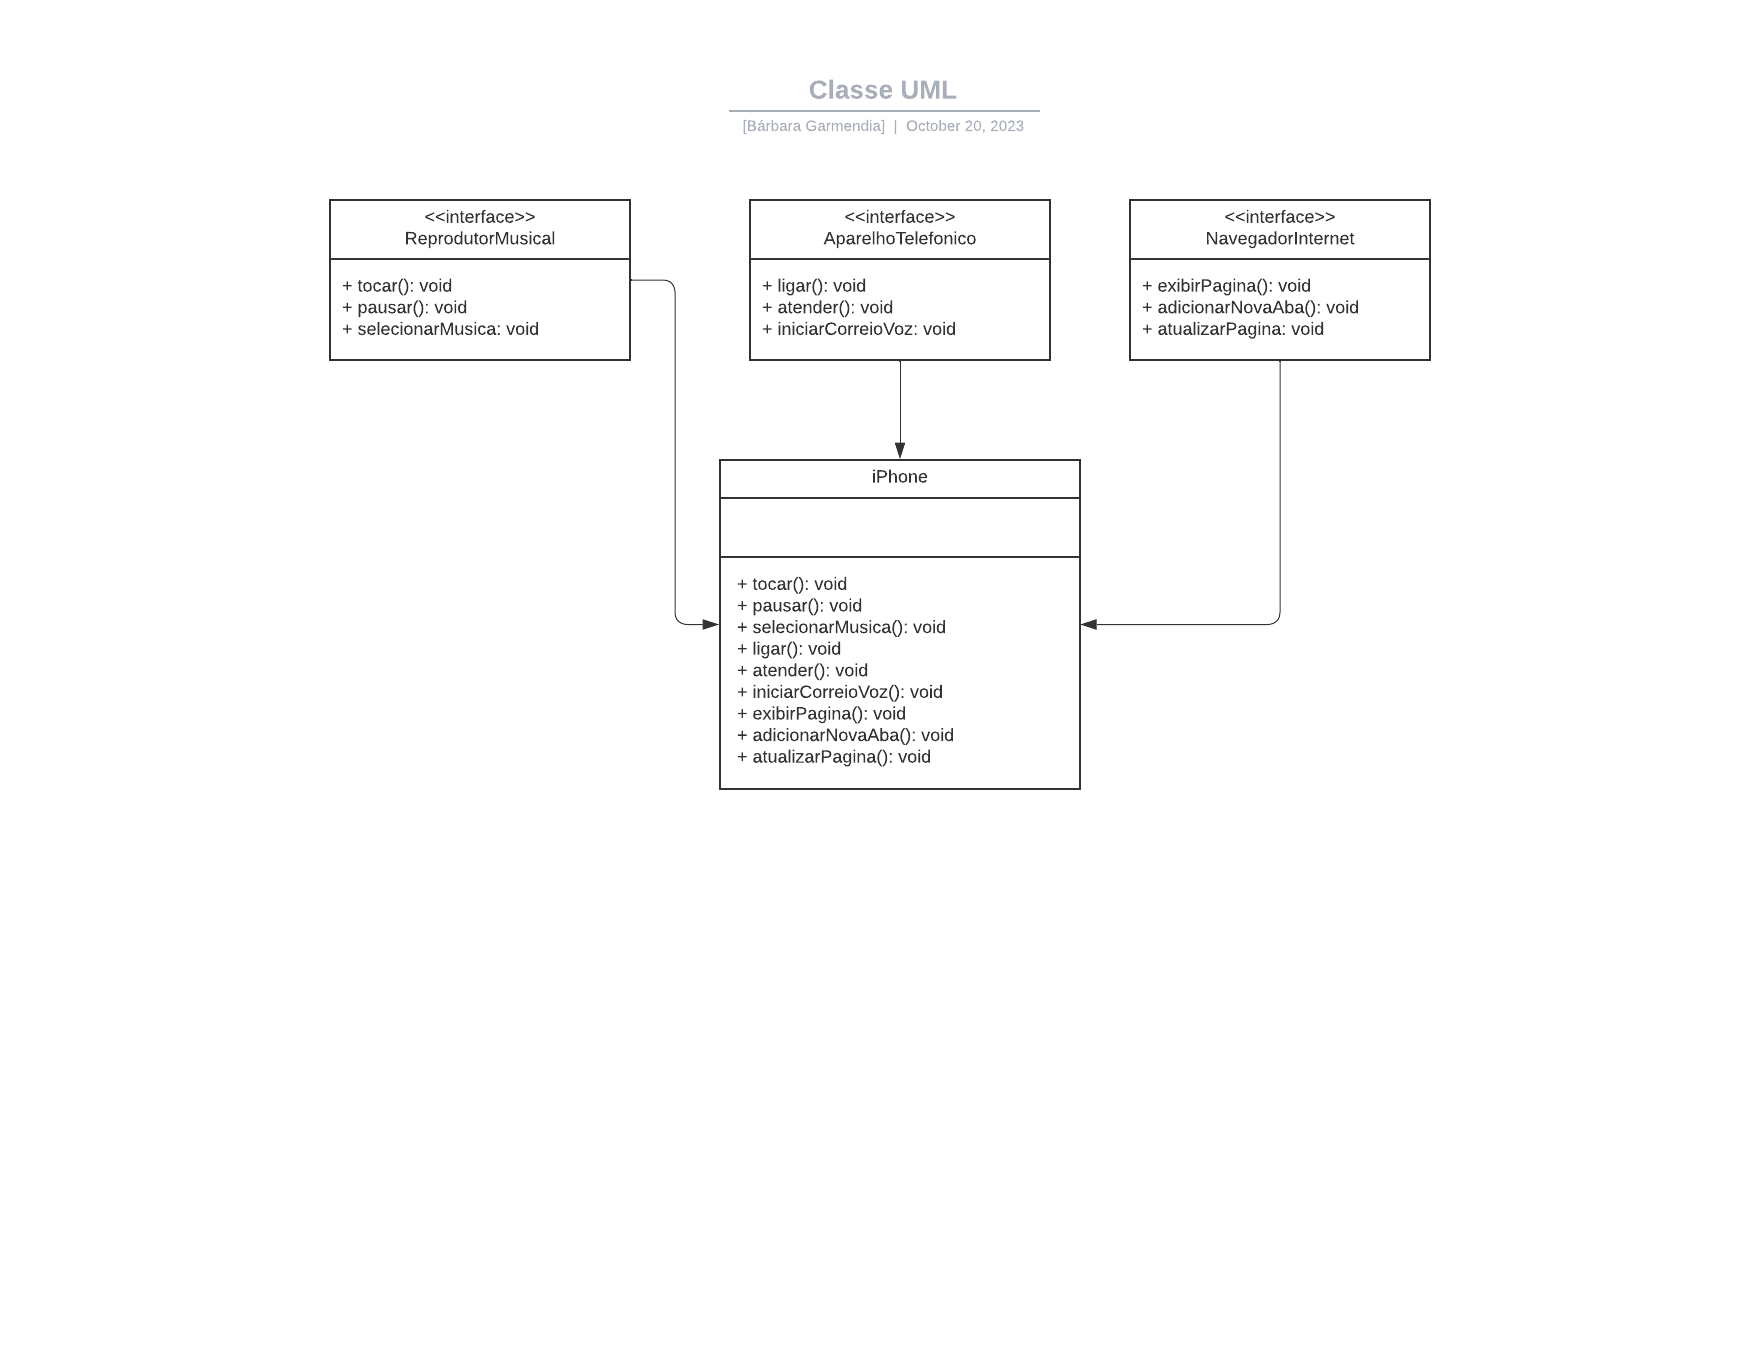 Classe UML
[Bárbara Garmendia] | October 20, 2023
<<interface>>
ReprodutorMusical
+ tocar(): void
+ pausar(): void
+ selecionarMusica: void
<<interface>>
AparelhoTelefonico
+ ligar(): void
+ atender(): void
+ iniciarCorreioVoz: void
<<interface>>
NavegadorInternet
+ exibirPagina(): void
+ adicionarNovaAba(): void
+ atualizarPagina: void
iPhone
+ tocar(): void
+ pausar(): void
+ selecionarMusica(): void
+ ligar(): void
+ atender(): void
+ iniciarCorreioVoz(): void
+ exibirPagina(): void
+ adicionarNovaAba(): void
+ atualizarPagina(): void